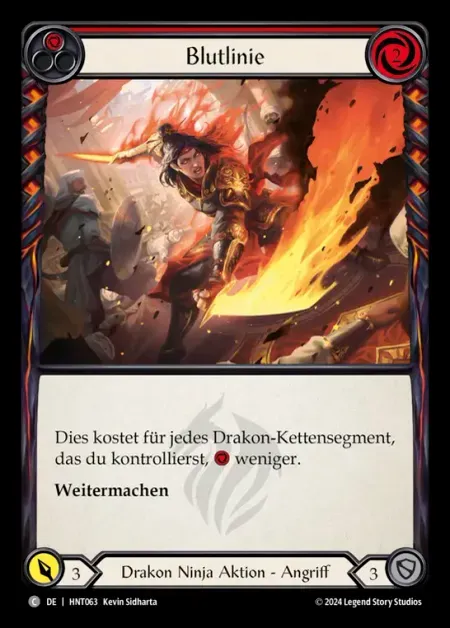 Blutlinie
2
Dies kostet für jedes Drakon-Kettensegment,
das du kontrollierst, weniger.
Weitermachen
3
Drakon Ninja Aktion - Angriff
3
C DE | HNT063 Kevin Sidharta
© 2024 Legend Story Studios